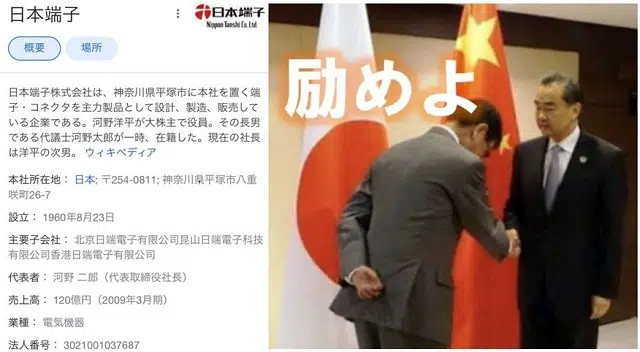 日本端子
日本端子
Nippon Tanshi Co.Ltd.
概要
場所
日本端子株式会社は、神奈川県平塚市に本社を置く端
子・コネクタを主力製品として設計、製造、販売して
いる企業である。河野洋平が大株主で役員。その長男
である代議士河野太郎が一時、在籍した。現在の社長
は洋平の次男。 ウィキペディア
本社所在地： 日本; 〒254-0811; 神奈川県平塚市八重
咲町26-7
設立： 1960年8月23日
主要子会社： 北京日端電子有限公司昆山日端電子科技
有限公司香港日端電子有限公司
代表者： 河野 二郎（代表取締役社長）
売上高： 120億円（2009年3月期）
業種： 電気機器
法人番号： 3021001037687
励めよ